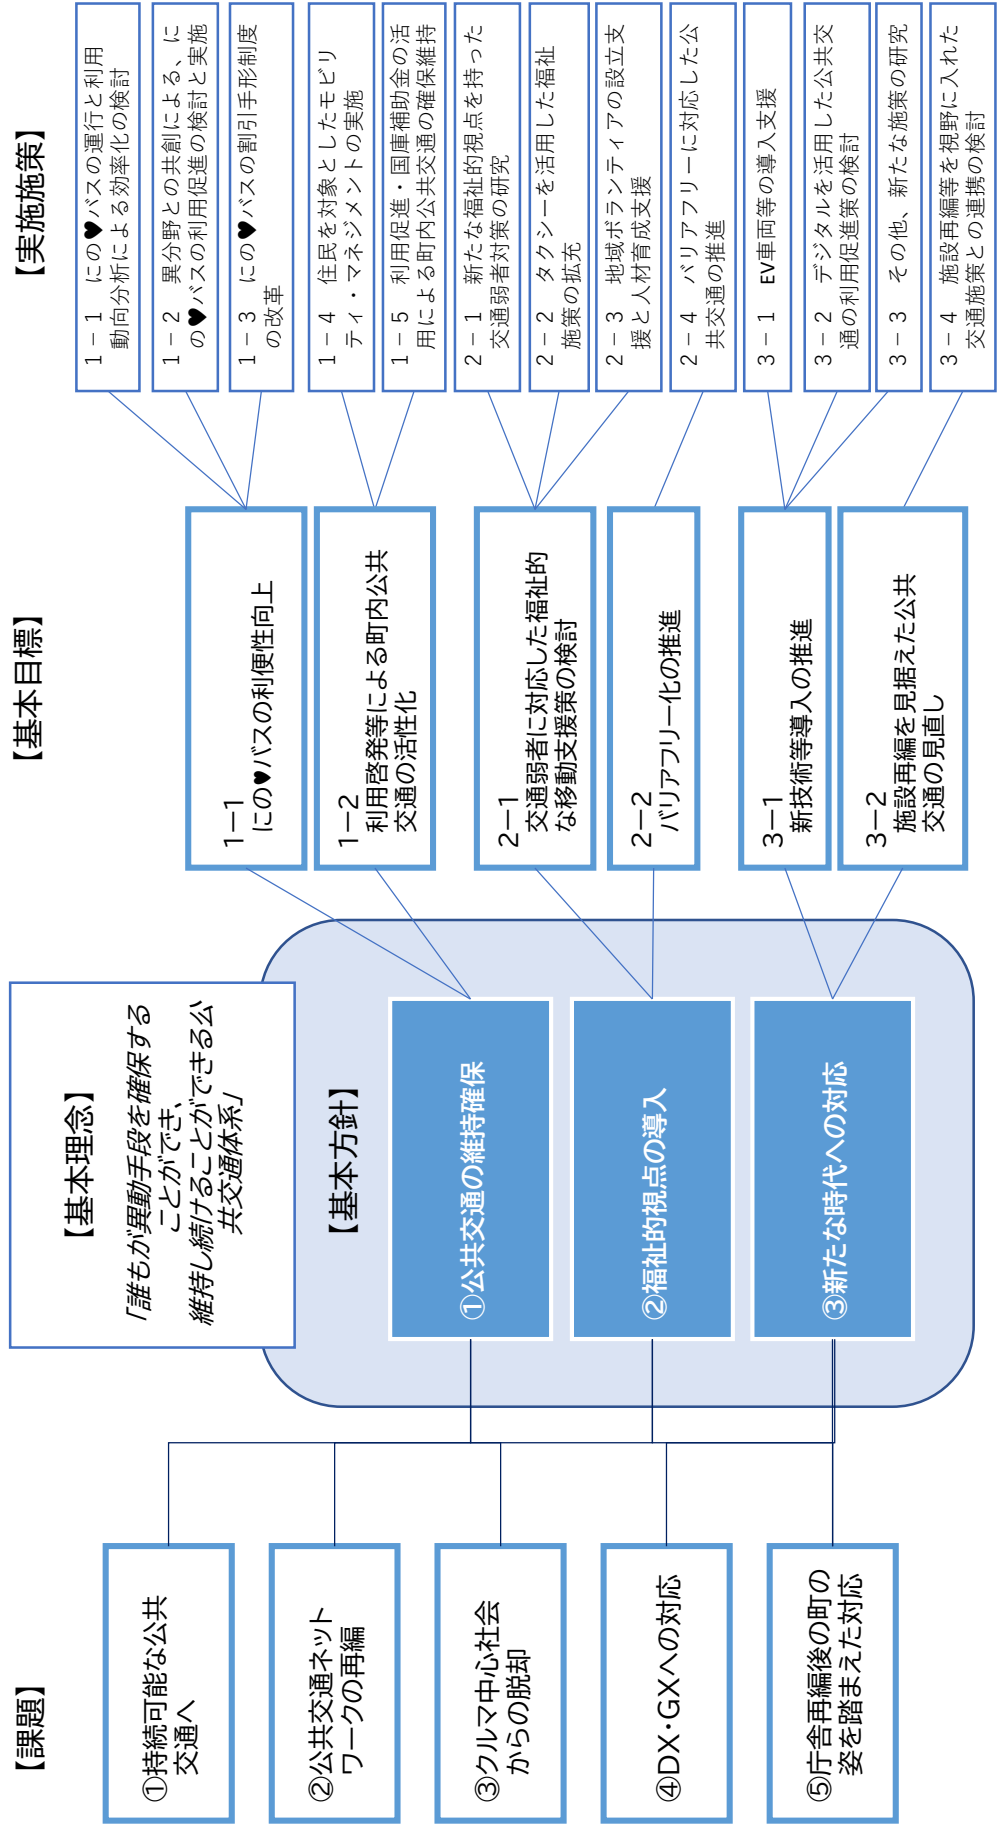 【課題】
①持続可能な公共
交通へ
②公共交通ネット
ワークの再編
③クルマ中心社会
からの脱却
④DX・GXへの対応
⑤庁舎再編後の町の
姿を踏まえた対応
【基本理念】
「誰もが異動手段を確保する
ことができ、
維持し続けることができる公
共交通体系」
【基本方針】
①公共交通の維持確保
②福祉的視点の導入
③新たな時代への対応
【基本目標】
1－1
にの♥バスの利便性向上
1－2
利用啓発等による町内公共
交通の活性化
2－1
交通弱者に対応した福祉的
な移動支援策の検討
2－2
バリアフリー化の推進
3－1
新技術等導入の推進
3－2
施設再編を見据えた公共
交通の見直し
【実施施策】
１－１　にの♥バスの運行と利用
動向分析による効率化の検討
１－２　異分野との共創による、に
の♥バスの利用促進の検討と実施
１－３　にの♥バスの割引手形制度
の改革
１－４　住民を対象としたモビリ
ティ・マネジメントの実施
１－５　利用促進・国庫補助金の活
用による町内公共交通の確保維持
２－１　新たな福祉的視点を持った
交通弱者対策の研究
２－２　タクシーを活用した福祉
施策の拡充
２－３　地域ボランティアの設立支
援と人材育成支援
２－４　バリアフリーに対応した公
共交通の推進
３－１　EV車両等の導入支援
３－２　デジタルを活用した公共交
通の利用促進策の検討
３－３　その他、新たな施策の研究
３－４　施設再編等を視野に入れた
交通施策との連携の検討